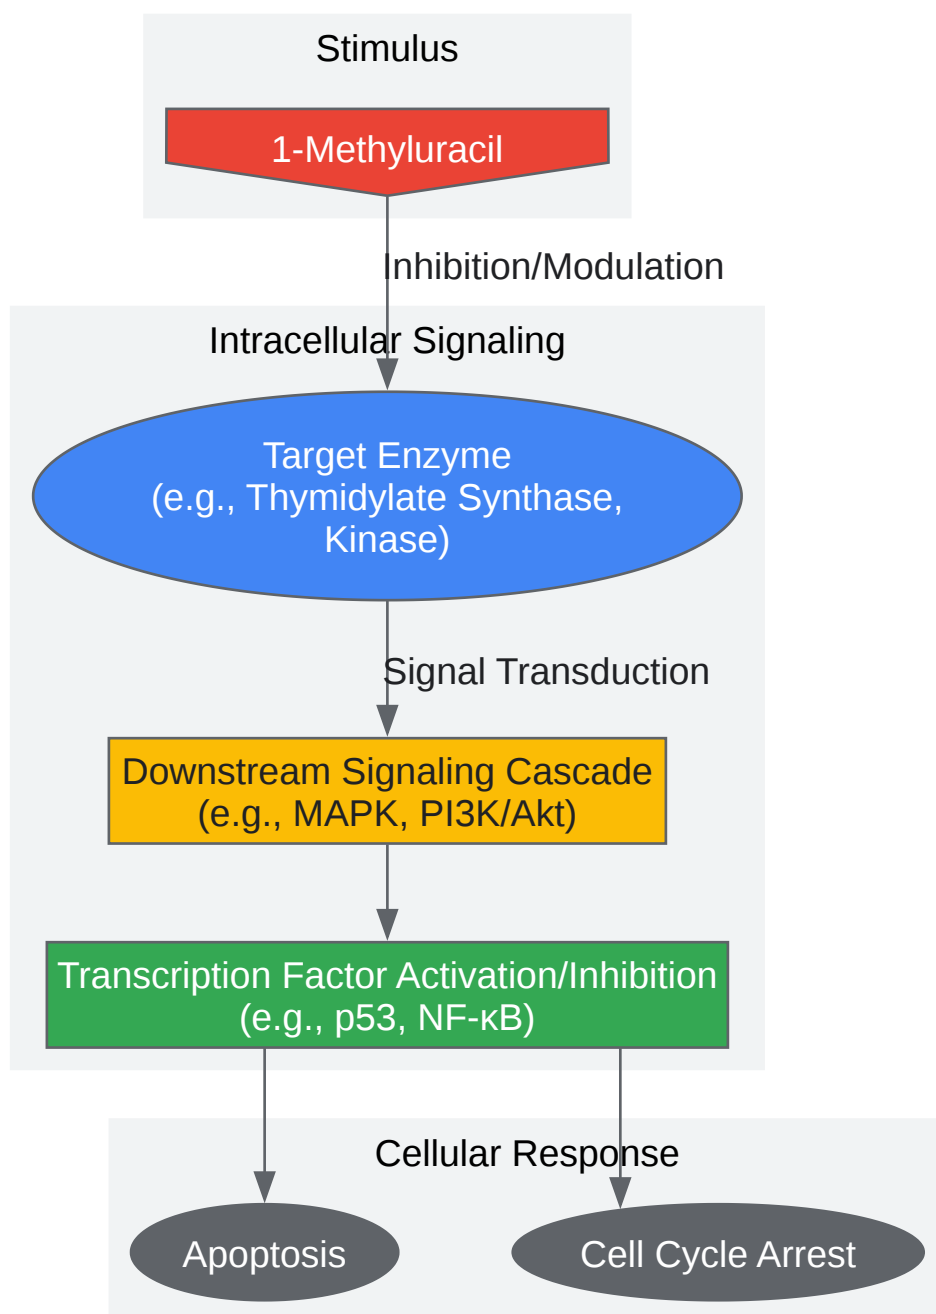 Stimulus
1-Methyluracil
Inhibition/Modulation
Intracellular Signaling
Target Enzyme
(e.g., Thymidylate Synthase,
Kinase)
Signal Transduction
Downstream Signaling Cascade
(e.g., MAPK, PI3K/Akt)
Transcription Factor Activation/Inhibition
(e.g., p53, NF-κB)
Cellular Response
Apoptosis
Cell Cycle Arrest